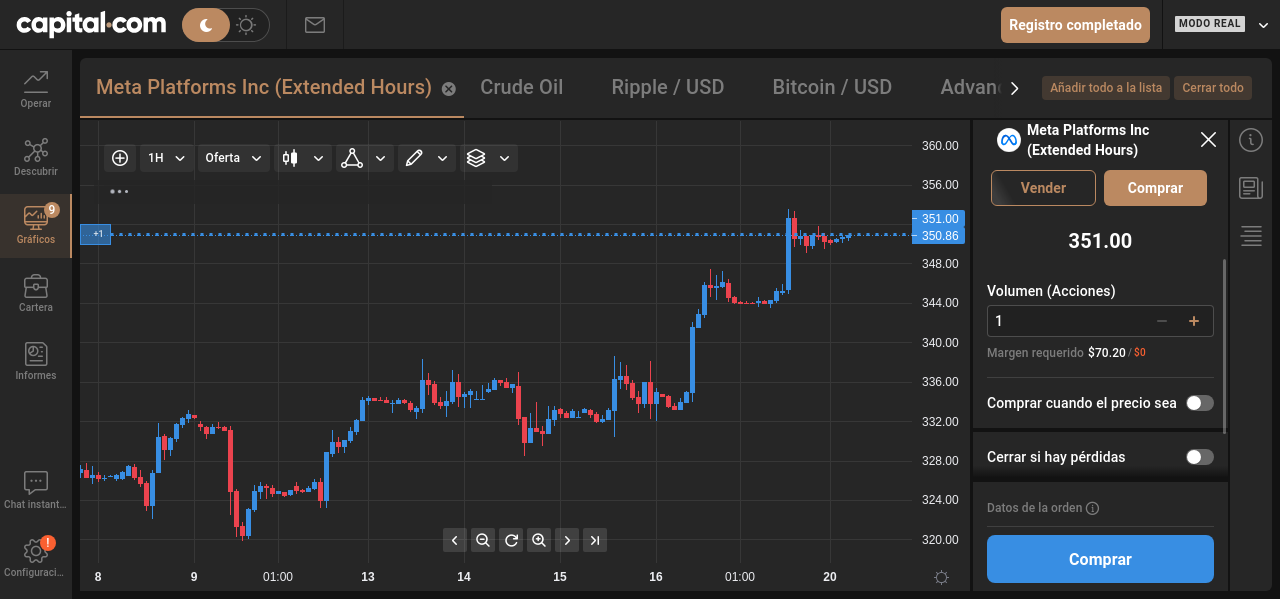 capital.com
Registro completado
MODO REAL
Operar
Descubrir
9
Gráficos
Cartera
Informes
Chat instant...
!
Configuraci...
Meta Platforms Inc (Extended Hours)
Crude Oil
Ripple / USD
Bitcoin / USD
Advan
Añadir todo a la lista
Cerrar todo
1H
Oferta
+1
360.00
356.00
351.00
350.86
348.00
344.00
340.00
336.00
332.00
328.00
324.00
320.00
8 9 01:00 13 14 15 16 01:00 20
Meta Platforms Inc
(Extended Hours)
Vender
Comprar
351.00
Volumen (Acciones)
1
Margen requerido $70.20 / $0
Comprar cuando el precio sea
Cerrar si hay pérdidas
Datos de la orden
Comprar